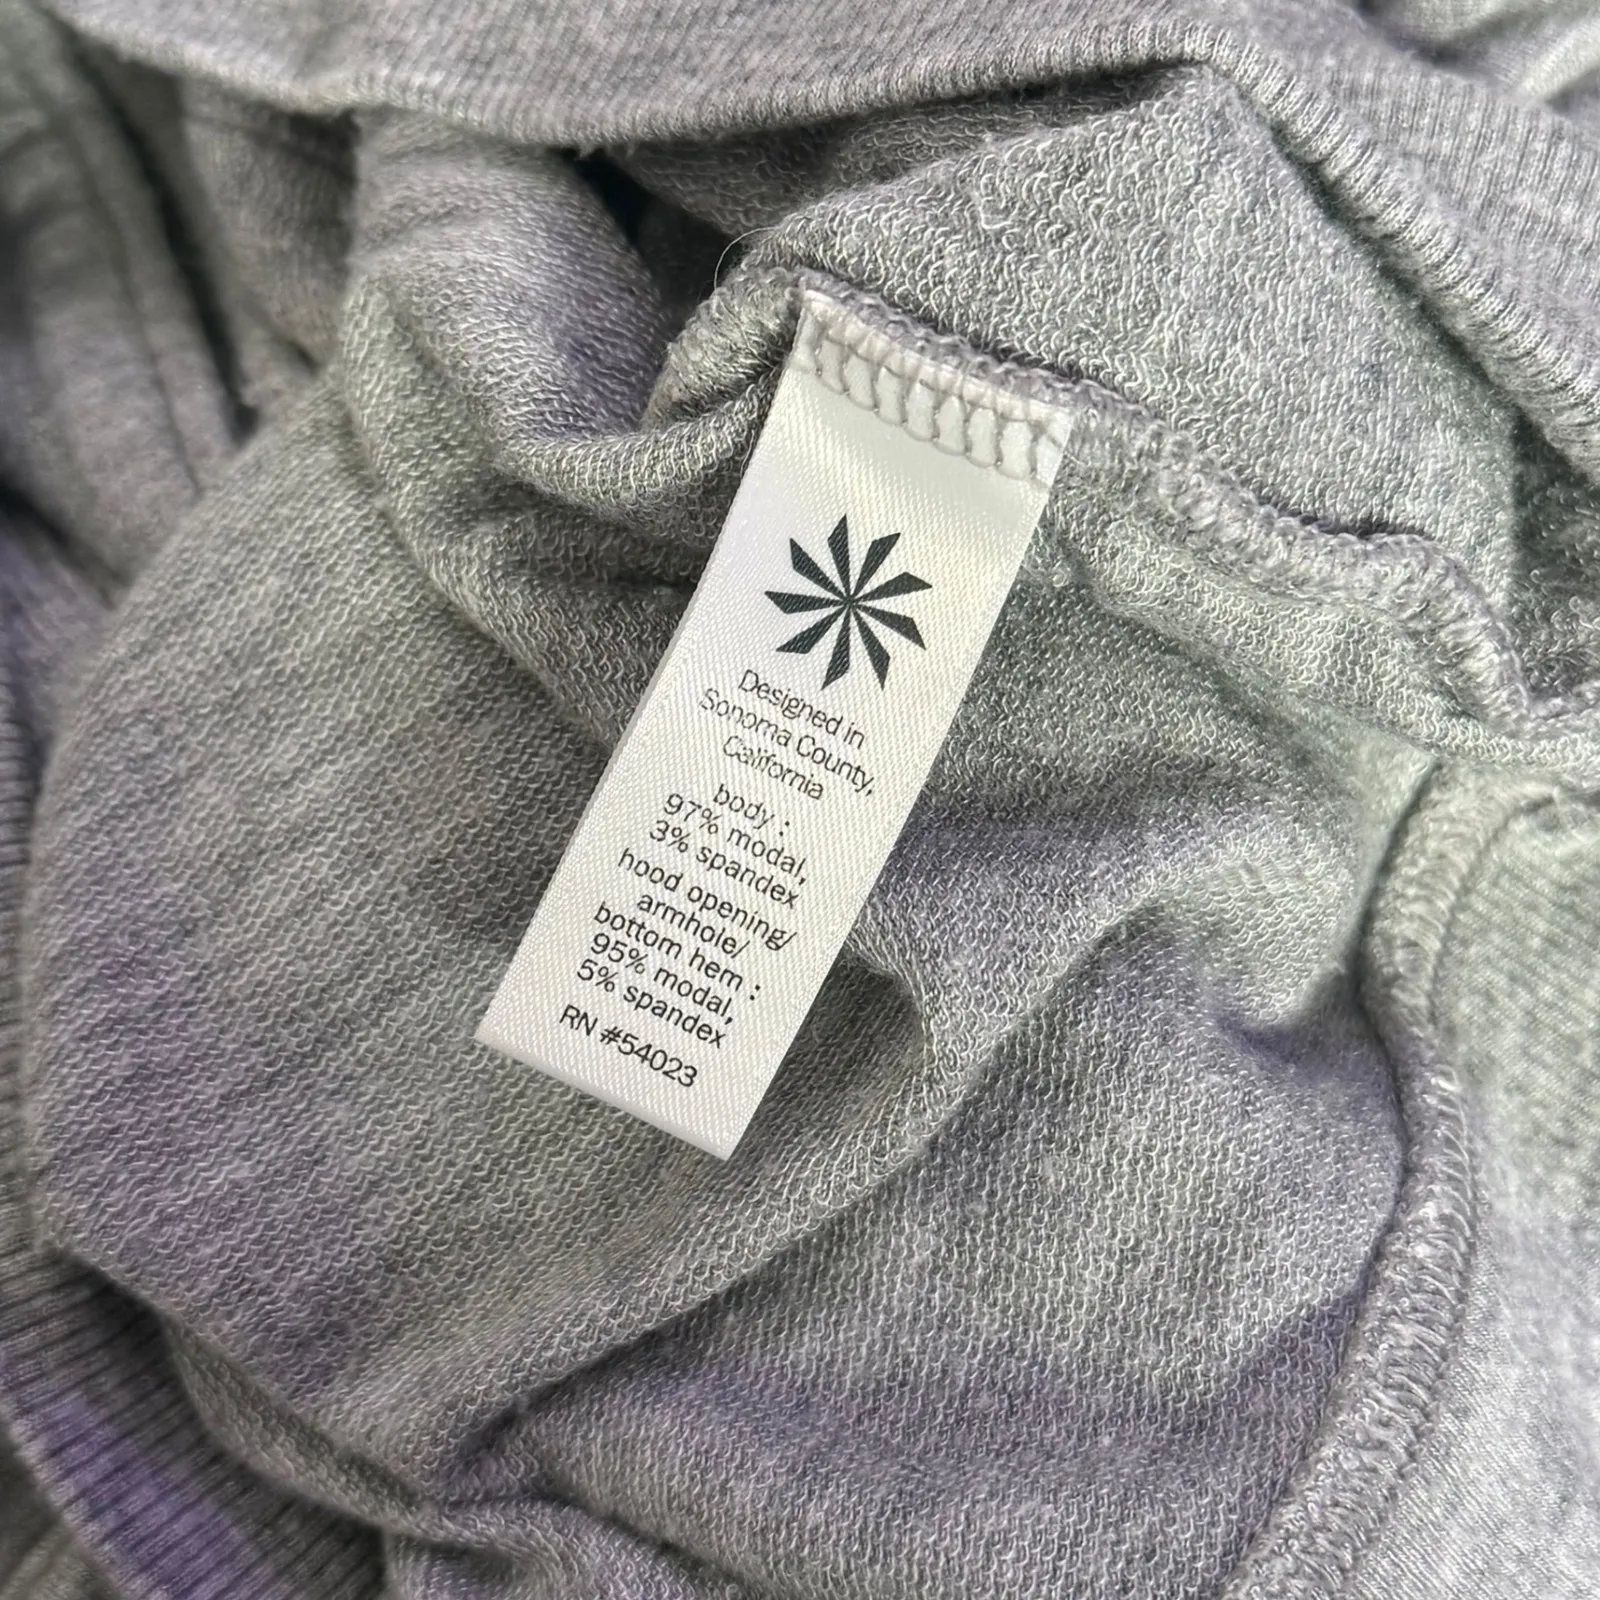 Designed in
Sonoma County,
California
body :
97% modal,
3% spandex
hood opening/
armhole/
bottom hem :
95% modal,
5% spandex
RN #54023